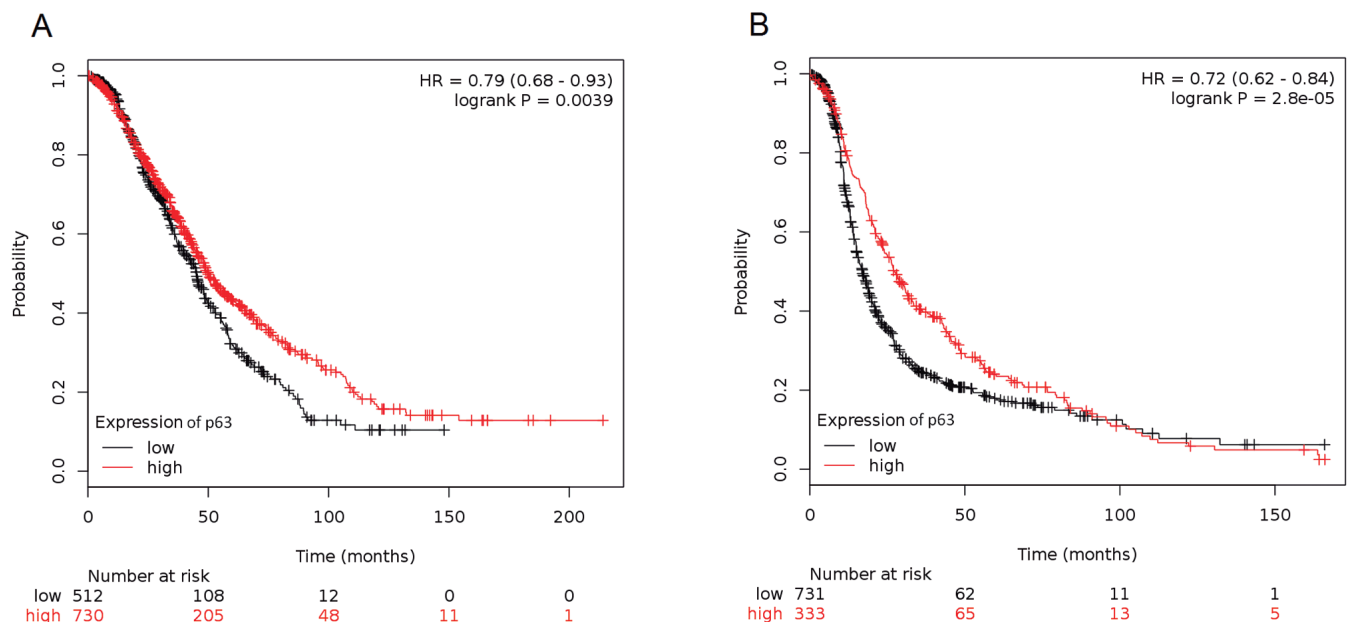 A
HR = 0.79 (0.68 - 0.93)
logrank P = 0.0039
Probability
1.0
0.8
0.6
0.4
0.2
0.0
Expression of p63
low
high
0 50 100 150 200
Time (months)
Number at risk
low 512 108 12 0 0
high 730 205 48 11 1
B
HR = 0.72 (0.62 - 0.84)
logrank P = 2.8e-05
Probability
1.0
0.8
0.6
0.4
0.2
0.0
Expression of p63
low
high
0 50 100 150
Time (months)
Number at risk
low 731 62 11 1
high 333 65 13 5